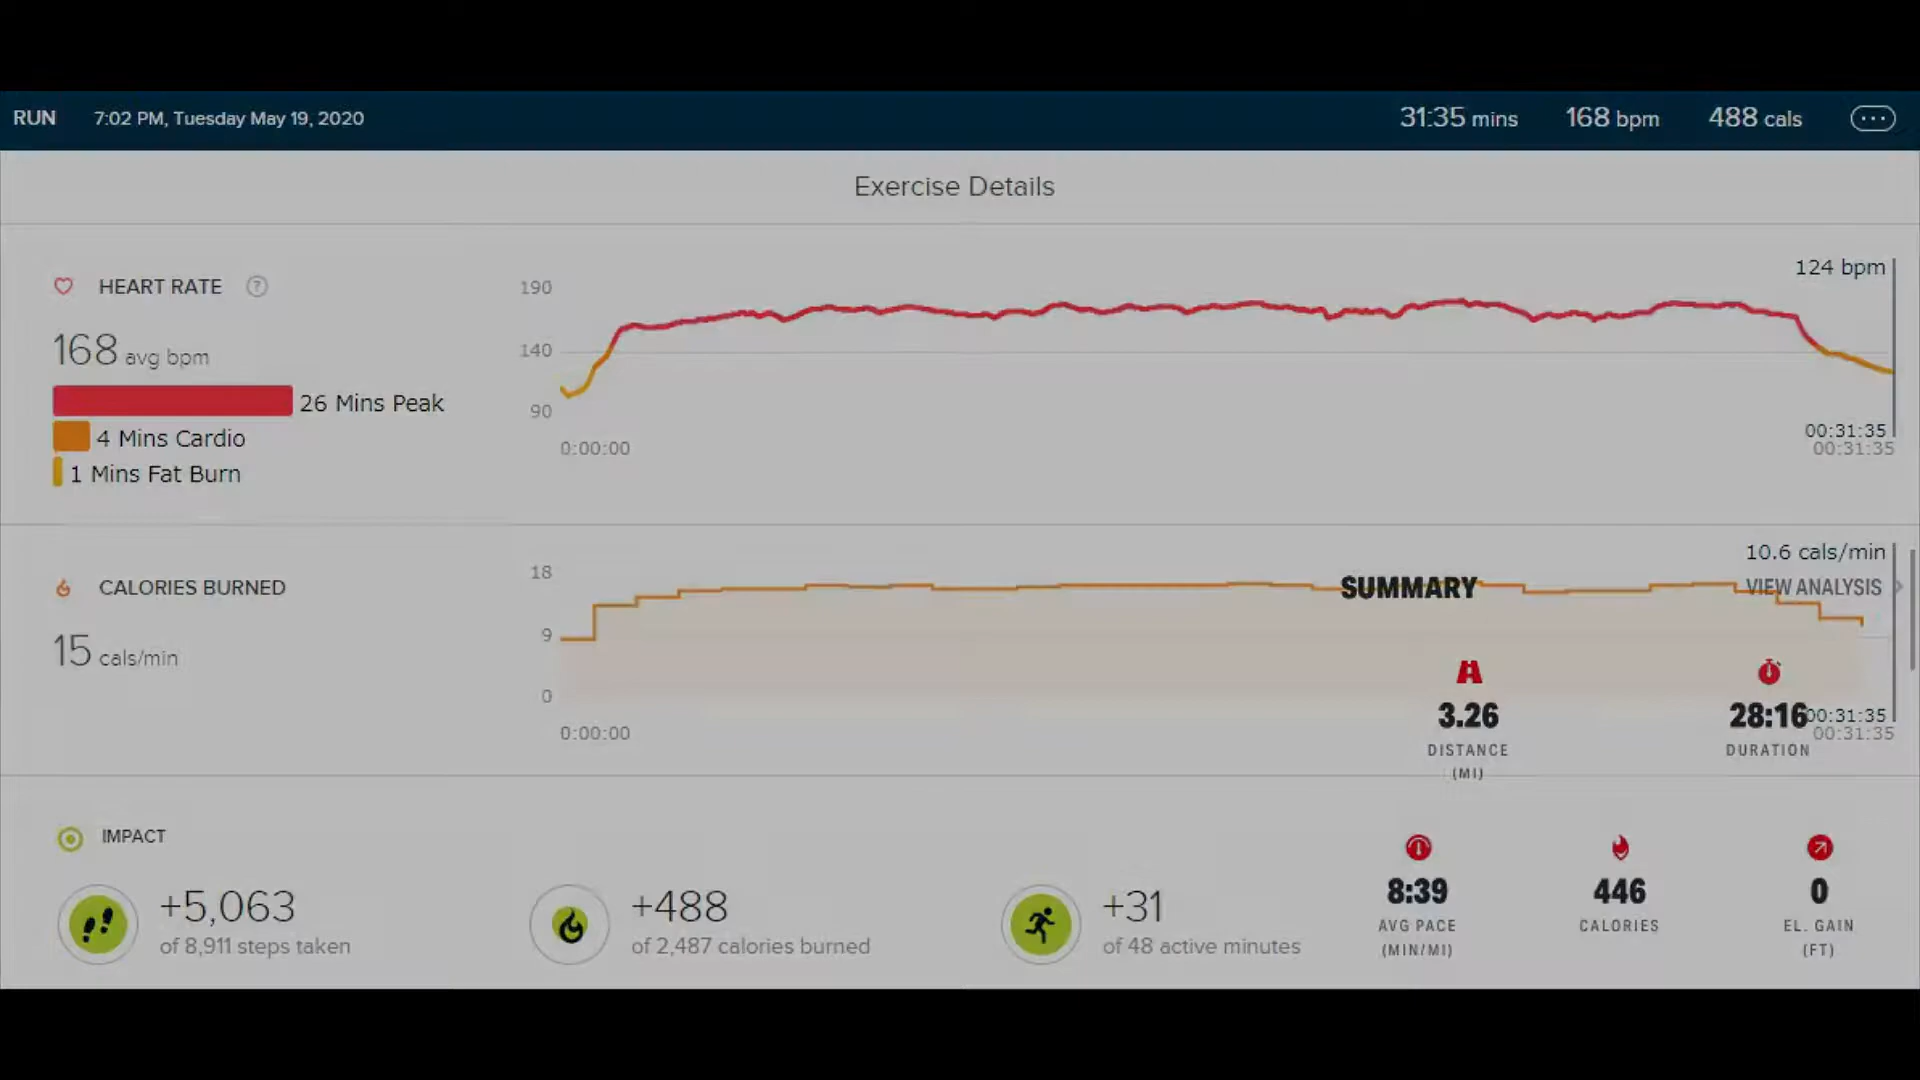 RUN 7:02 PM, Tuesday May 19, 2020 31:35 mins 168 bpm 488 cals
Exercise Details
HEART RATE ?
168 avg bpm
26 Mins Peak
4 Mins Cardio
1 Mins Fat Burn
190
140
90
124 bpm
00:31:35
0:00:00 00:31:35
CALORIES BURNED
15 cals/min
18
9
0
10.6 cals/min
00:31:35
0:00:00 00:31:35
SUMMARY VIEW ANALYSIS
3.26 28:16
DISTANCE DURATION
(MI)
IMPACT
+5,063
of 8,911 steps taken
+488
of 2,487 calories burned
+31
of 48 active minutes
8:39 446 0
AVG PACE CALORIES EL. GAIN
(MIN/MI) (FT)